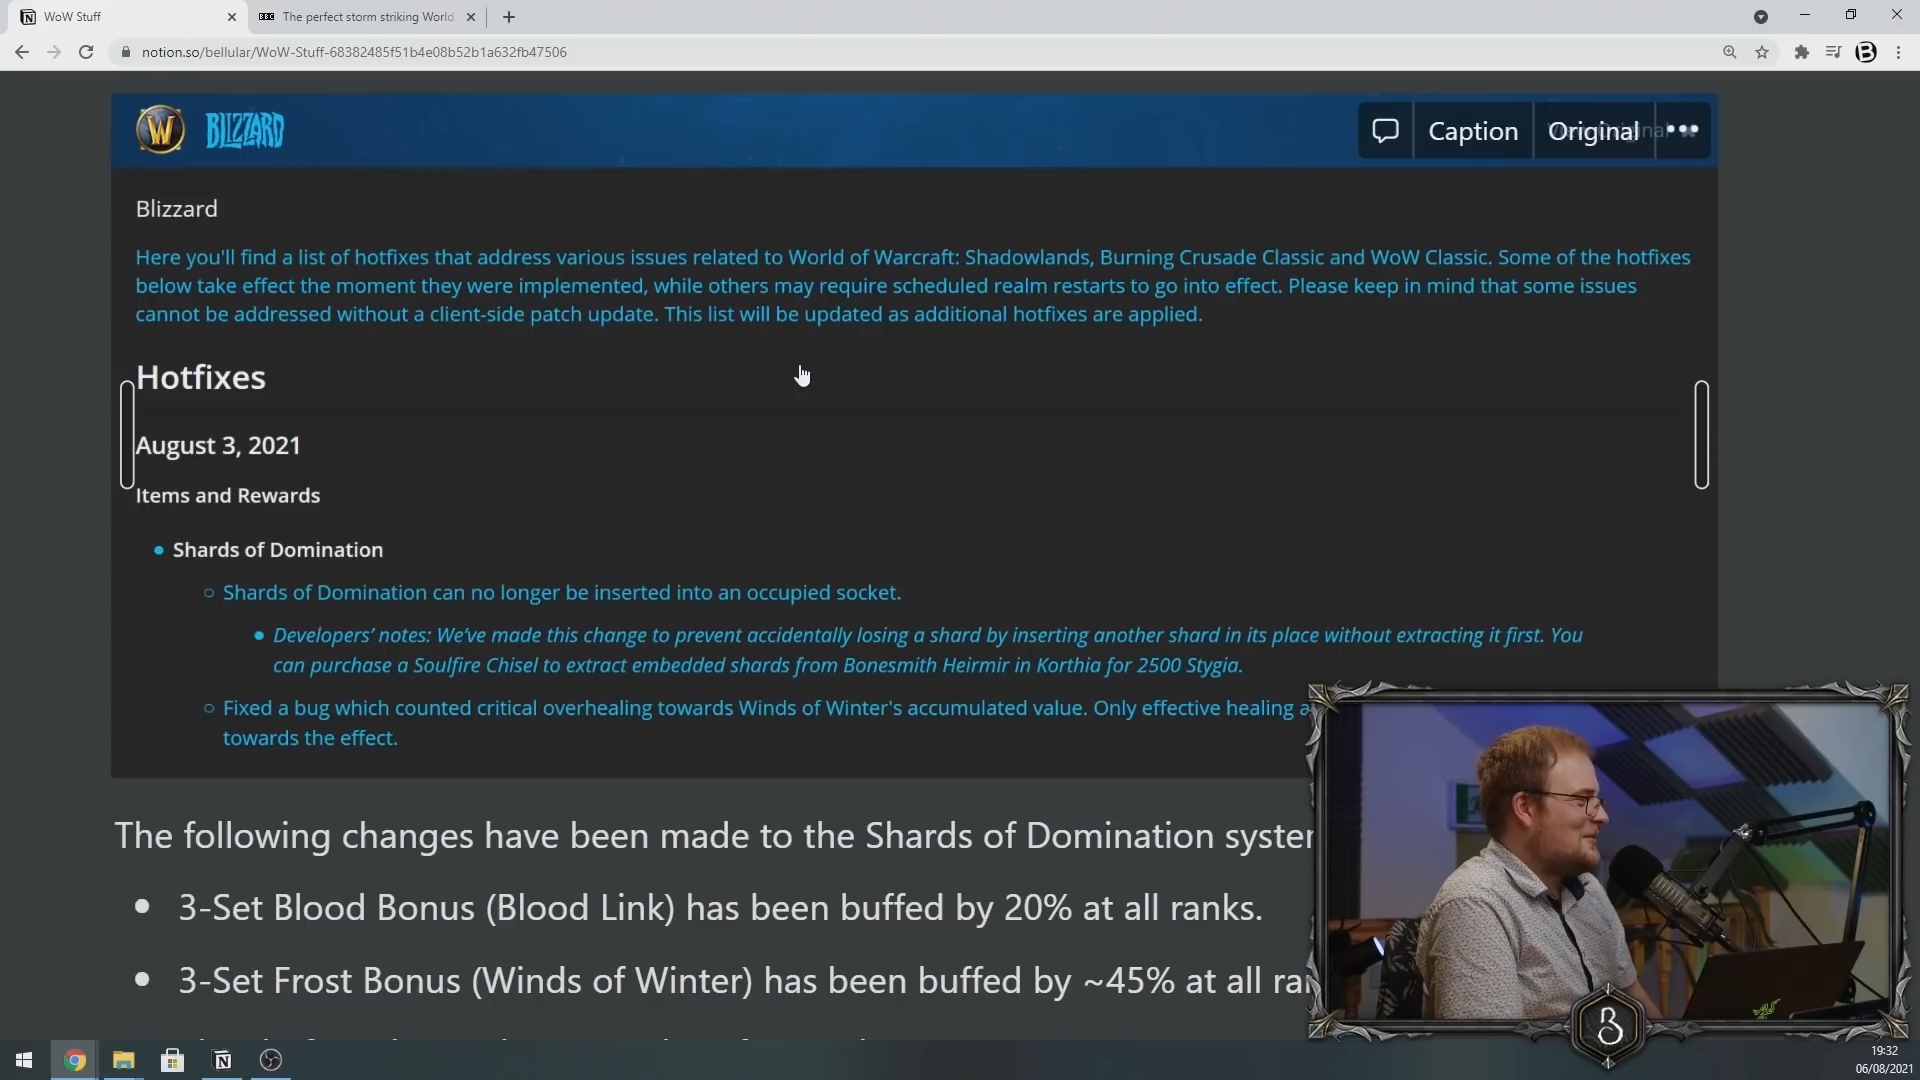 WoW Stuff
BBC The perfect storm striking World
notion.so/bellular/WoW-Stuff-68382485f51b4e08b52b1a632fb47506
W BLIZZARD
Caption Original
Blizzard
Here you'll find a list of hotfixes that address various issues related to World of Warcraft: Shadowlands, Burning Crusade Classic and WoW Classic. Some of the hotfixes
below take effect the moment they were implemented, while others may require scheduled realm restarts to go into effect. Please keep in mind that some issues
cannot be addressed without a client-side patch update. This list will be updated as additional hotfixes are applied.
Hotfixes
August 3, 2021
Items and Rewards
Shards of Domination
Shards of Domination can no longer be inserted into an occupied socket.
Developers' notes: We've made this change to prevent accidentally losing a shard by inserting another shard in its place without extracting it first. You
can purchase a Soulfire Chisel to extract embedded shards from Bonesmith Heirmir in Korthia for 2500 Stygia.
Fixed a bug which counted critical overhealing towards Winds of Winter's accumulated value. Only effective healing a
towards the effect.
The following changes have been made to the Shards of Domination syste
3-Set Blood Bonus (Blood Link) has been buffed by 20% at all ranks.
3-Set Frost Bonus (Winds of Winter) has been buffed by ~45% at all ra
B
19:32
06/08/2021